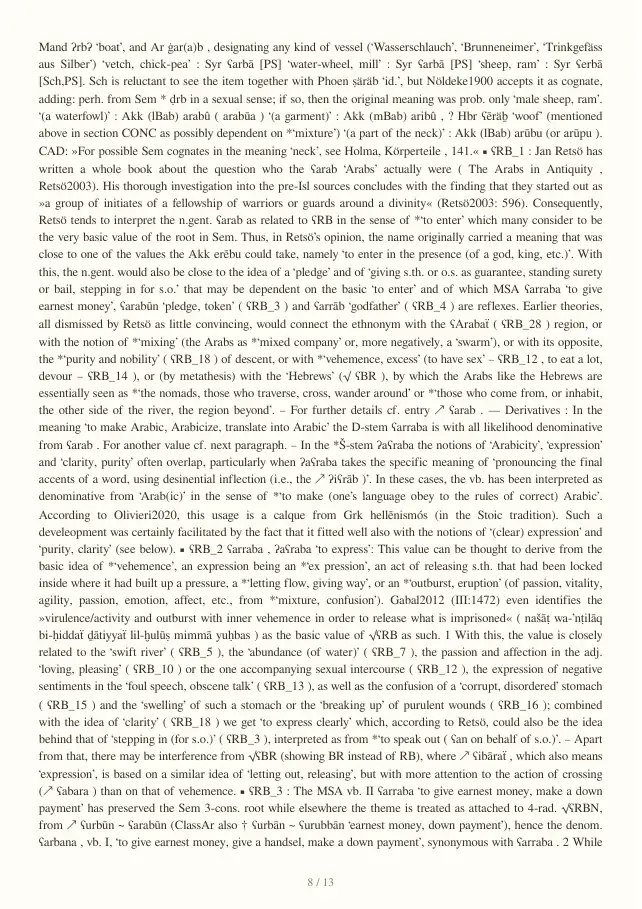 Mand ʔrbʔ ‘boat’, and Ar ġar(a)b , designating any kind of vessel (‘Wasserschlauch’, ‘Brunneneimer’, ‘Trinkgefäss
aus Silber’) ‘vetch, chick-pea’ : Syr ʕarbā [PS] ‘water-wheel, mill’ : Syr ʕarbā [PS] ‘sheep, ram’ : Syr ʕerbā
[Sch,PS]. Sch is reluctant to see the item together with Phoen ṣārāb ‘id.’, but Nöldeke1900 accepts it as cognate,
adding: perh. from Sem * ḍrb in a sexual sense; if so, then the original meaning was prob. only ‘male sheep, ram’.
‘(a waterfowl)’ : Akk (lBab) arabû ( arabūa ) ‘(a garment)’ : Akk (mBab) aribû , ? Hbr ʕēräḇ ‘woof’ (mentioned
above in section CONC as possibly dependent on *‘mixture’) ‘(a part of the neck)’ : Akk (lBab) arūbu (or arūpu ).
CAD: »For possible Sem cognates in the meaning ‘neck’, see Holma, Körperteile , 141.« ▪ ʕRB_1 : Jan Retsö has
written a whole book about the question who the ʕarab ‘Arabs’ actually were ( The Arabs in Antiquity ,
Retsö2003). His thorough investigation into the pre-Isl sources concludes with the finding that they started out as
»a group of initiates of a fellowship of warriors or guards around a divinity« (Retsö2003: 596). Consequently,
Retsö tends to interpret the n.gent. ʕarab as related to ʕRB in the sense of *‘to enter’ which many consider to be
the very basic value of the root in Sem. Thus, in Retsö’s opinion, the name originally carried a meaning that was
close to one of the values the Akk erēbu could take, namely ‘to enter in the presence (of a god, king, etc.)’. With
this, the n.gent. would also be close to the idea of a ‘pledge’ and of ‘giving s.th. or o.s. as guarantee, standing surety
or bail, stepping in for s.o.’ that may be dependent on the basic ‘to enter’ and of which MSA ʕarraba ‘to give
earnest money’, ʕarabūn ‘pledge, token’ ( ʕRB_3 ) and ʕarrāb ‘godfather’ ( ʕRB_4 ) are reflexes. Earlier theories,
all dismissed by Retsö as little convincing, would connect the ethnonym with the ʕArabaẗ ( ʕRB_28 ) region, or
with the notion of *‘mixing’ (the Arabs as *‘mixed company’ or, more negatively, a ‘swarm’), or with its opposite,
the *‘purity and nobility’ ( ʕRB_18 ) of descent, or with *‘vehemence, excess’ (to have sex’ – ʕRB_12 , to eat a lot,
devour – ʕRB_14 ), or (by metathesis) with the ‘Hebrews’ (√ ʕBR ), by which the Arabs like the Hebrews are
essentially seen as *‘the nomads, those who traverse, cross, wander around’ or *‘those who come from, or inhabit,
the other side of the river, the region beyond’. – For further details cf. entry ↗ ʕarab . — Derivatives : In the
meaning ‘to make Arabic, Arabicize, translate into Arabic’ the D-stem ʕarraba is with all likelihood denominative
from ʕarab . For another value cf. next paragraph. – In the *Š-stem ʔaʕraba the notions of ‘Arabicity’, ‘expression’
and ‘clarity, purity’ often overlap, particularly when ʔaʕraba takes the specific meaning of ‘pronouncing the final
accents of a word, using desinential inflection (i.e., the ↗ ʔiʕrāb )’. In these cases, the vb. has been interpreted as
denominative from ‘Arab(ic)’ in the sense of *‘to make (one’s language obey to the rules of correct) Arabic’.
According to Olivieri2020, this usage is a calque from Grk hellēnismós (in the Stoic tradition). Such a
develeopment was certainly facilitated by the fact that it fitted well also with the notions of ‘(clear) expression’ and
‘purity, clarity’ (see below). ▪ ʕRB_2 ʕarraba , ʔaʕraba ‘to express’: This value can be thought to derive from the
basic idea of *‘vehemence’, an expression being an *‘ex pression’, an act of releasing s.th. that had been locked
inside where it had built up a pressure, a *‘letting flow, giving way’, or an *‘outburst, eruption’ (of passion, vitality,
agility, passion, emotion, affect, etc., from *‘mixture, confusion’). Gabal2012 (III:1472) even identifies the
»virulence/activity and outburst with inner vehemence in order to release what is imprisoned« ( našāṭ wa-’nṭilāq
bi-ḥiddaẗ ḏātiyyaẗ lil-ḫulūṣ mimmā yuḥbas ) as the basic value of √ʕRB as such. 1 With this, the value is closely
related to the ‘swift river’ ( ʕRB_5 ), the ‘abundance (of water)’ ( ʕRB_7 ), the passion and affection in the adj.
‘loving, pleasing’ ( ʕRB_10 ) or the one accompanying sexual intercourse ( ʕRB_12 ), the expression of negative
sentiments in the ‘foul speech, obscene talk’ ( ʕRB_13 ), as well as the confusion of a ‘corrupt, disordered’ stomach
( ʕRB_15 ) and the ‘swelling’ of such a stomach or the ‘breaking up’ of purulent wounds ( ʕRB_16 ); combined
with the idea of ‘clarity’ ( ʕRB_18 ) we get ‘to express clearly’ which, according to Retsö, could also be the idea
behind that of ‘stepping in (for s.o.)’ ( ʕRB_3 ), interpreted as from *‘to speak out ( ʕan on behalf of s.o.)’. – Apart
from that, there may be interference from √ʕBR (showing BR instead of RB), where ↗ ʕibāraẗ , which also means
‘expression’, is based on a similar idea of ‘letting out, releasing’, but with more attention to the action of crossing
(↗ ʕabara ) than on that of vehemence. ▪ ʕRB_3 : The MSA vb. II ʕarraba ‘to give earnest money, make a down
payment’ has preserved the Sem 3-cons. root while elsewhere the theme is treated as attached to 4-rad. √ʕRBN,
from ↗ ʕurbūn ~ ʕarabūn (ClassAr also † ʕurbān ~ ʕurubbān ‘earnest money, down payment’), hence the denom.
ʕarbana , vb. I, ‘to give earnest money, give a handsel, make a down payment’, synonymous with ʕarraba . 2 While
8 / 13